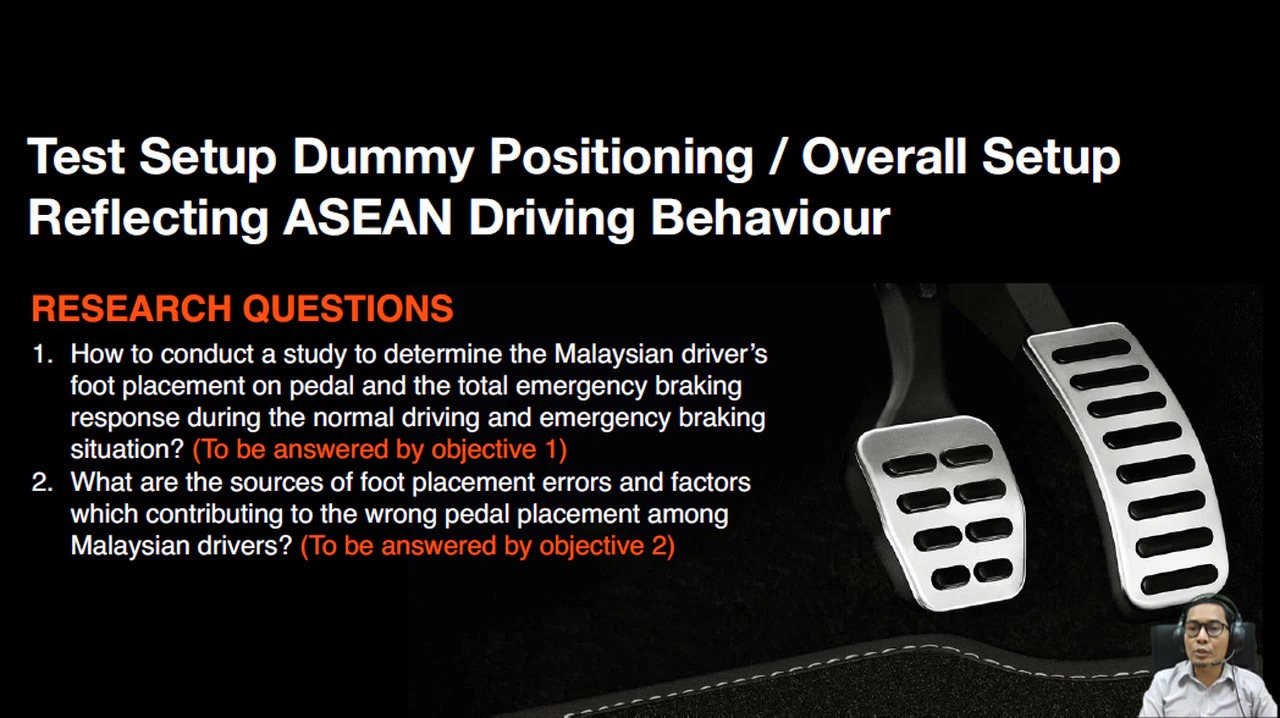 Test Setup Dummy Positioning / Overall Setup
Reflecting ASEAN Driving Behaviour
RESEARCH QUESTIONS
1. How to conduct a study to determine the Malaysian driver’s
foot placement on pedal and the total emergency braking
response during the normal driving and emergency braking
situation? (To be answered by objective 1)
2. What are the sources of foot placement errors and factors
which contributing to the wrong pedal placement among
Malaysian drivers? (To be answered by objective 2)